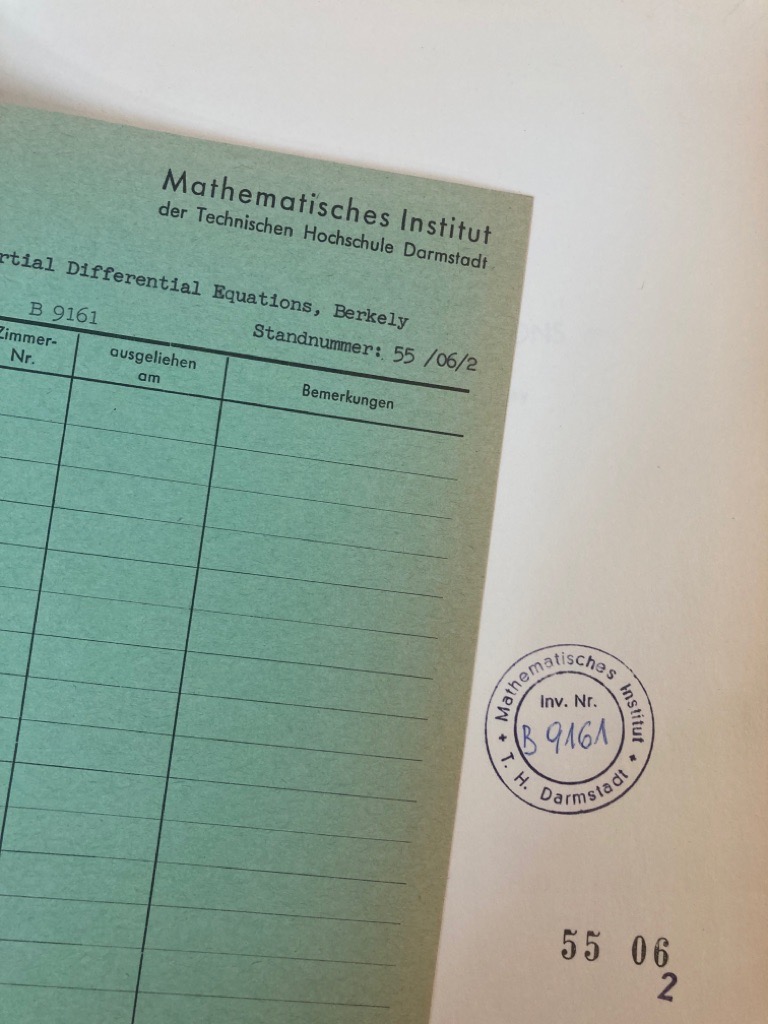 Mathematisches Institut
der Technischen Hochschule Darmstadt
rtial Differential Equations, Berkely
B 9161
Standnummer: 55 /06/2
Zimmer-
Nr.
ausgeliehen
am
Bemerkungen
Mathematisches Institut
Inv. Nr.
B 9161
T. H. Darmstadt
55 06
2